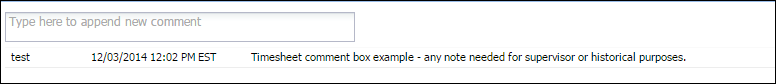 Type here to append new comment
test 12/03/2014 12:02 PM EST Timesheet comment box example - any note needed for supervisor or historical purposes.